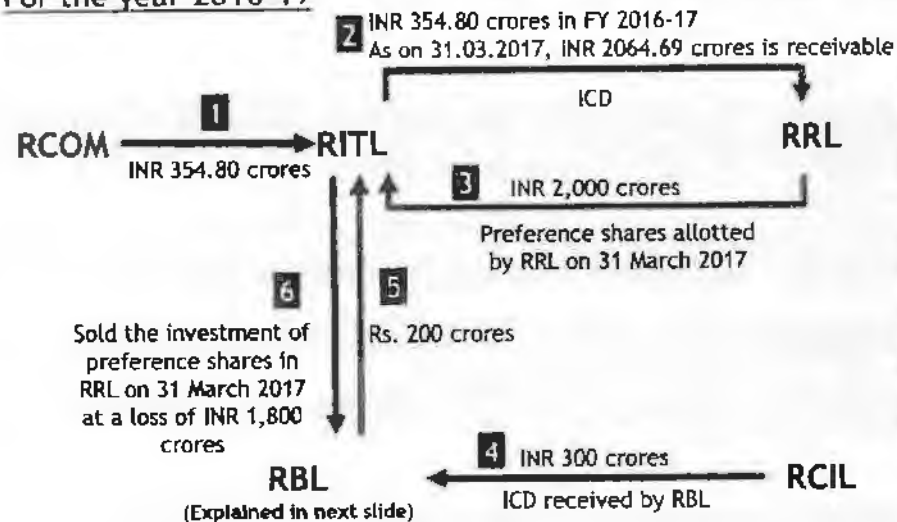 For the year 2016-17
2 INR 354.80 crores in FY 2016-17
As on 31.03.2017, INR 2064.69 crores is receivable
ICD
1
RCOM RITL RRL
INR 354.80 crores
3 INR 2,000 crores
Preference shares allotted
by RRL on 31 March 2017
6 5
Sold the investment of
preference shares in
RRL on 31 March 2017
at a loss of INR 1,800
crores
Rs. 200 crores
4 INR 300 crores
RBL RCIL
ICD received by RBL
(Explained in next slide)